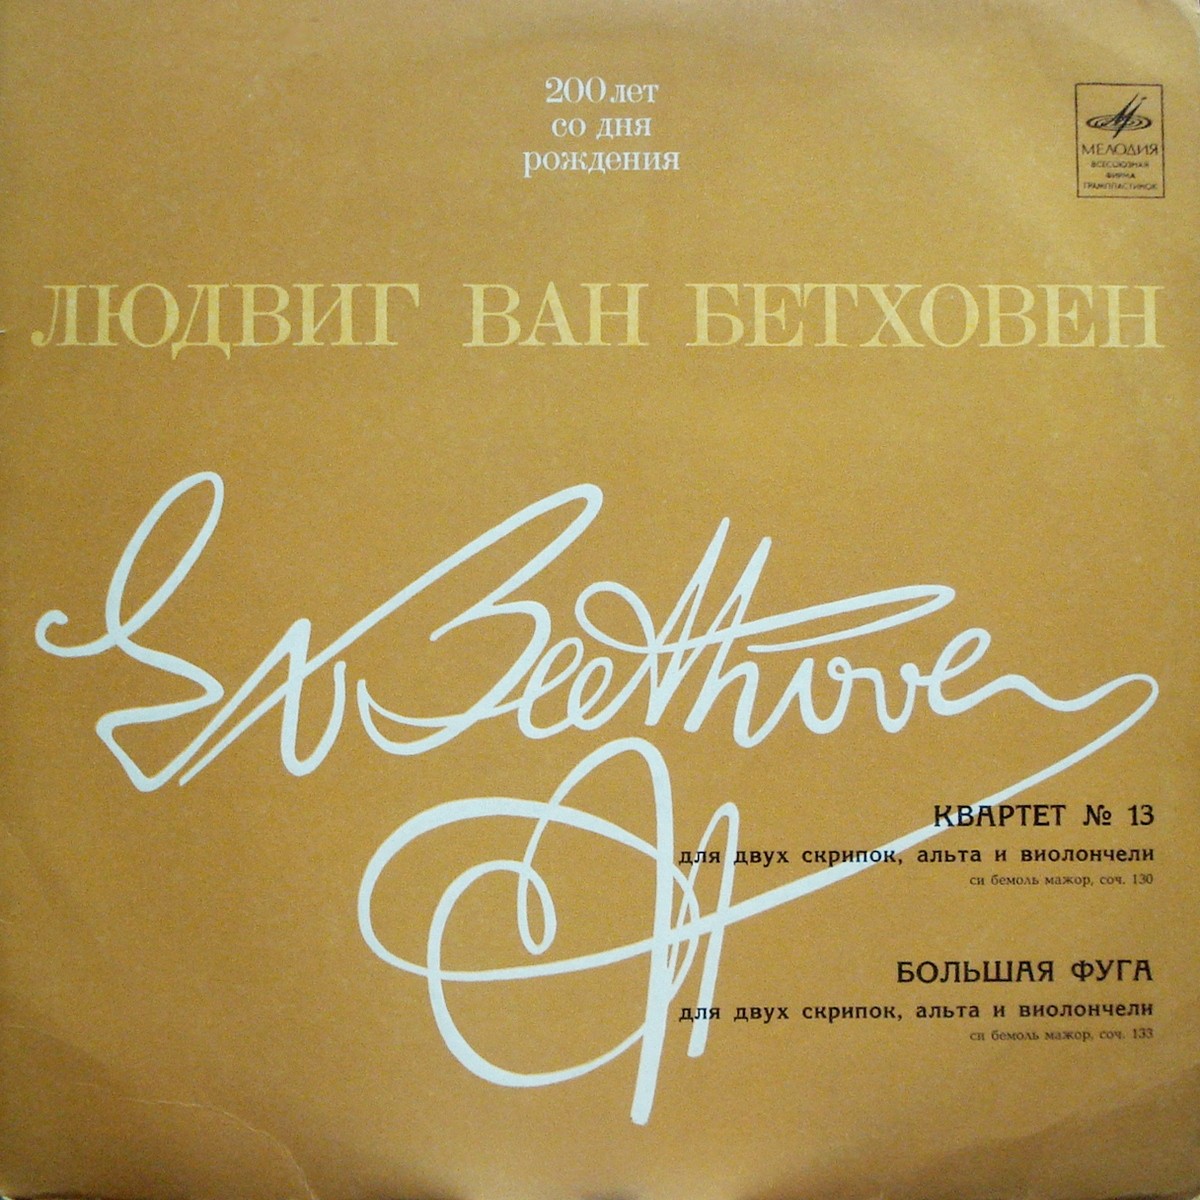 200 лет
со дня
рождения
МЕЛОДИЯ
ВСЕСОЮЗНАЯ
ФИРМА
ГРАМПЛАСТИНОК
ЛЮДВИГ ВАН БЕТХОВЕН
L v Beethoven
КВАРТЕТ № 13
для двух скрипок, альта и виолончели
си бемоль мажор, соч. 130
БОЛЬШАЯ ФУГА
для двух скрипок, альта и виолончели
си бемоль мажор, соч. 133